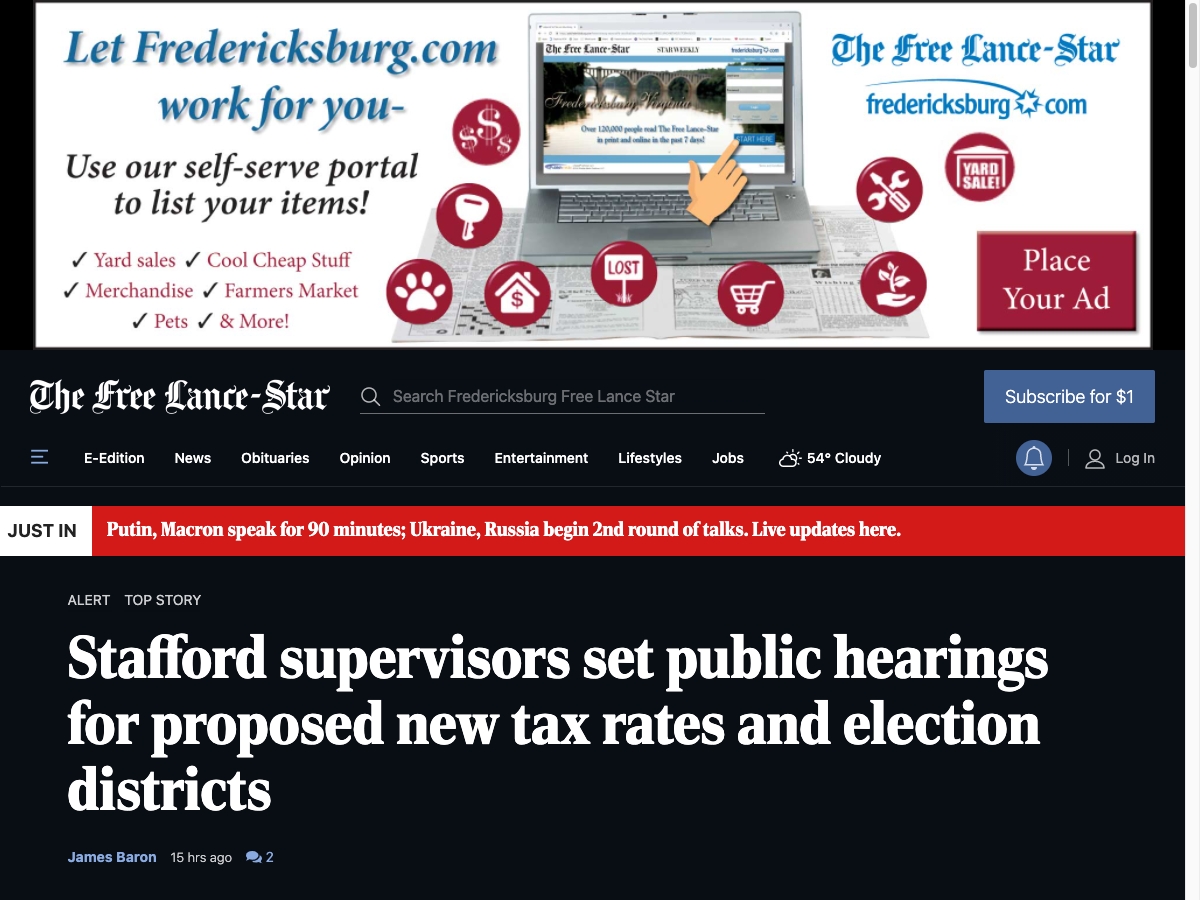 Let Fredericksburg.com
work for you-
Use our self-serve portal
to list your items!
✓ Yard sales ✓ Cool Cheap Stuff
✓ Merchandise ✓ Farmers Market
✓ Pets ✓ & More!
$ $ $
$
LOST
The Free Lance-Star
STAR WEEKLY
fredericksburg.com
Fredericksburg, Virginia
Over 120,000 people read The Free Lance-Star
in print and online in the past 7 days!
START HERE
The Free Lance-Star
fredericksburg.com
YARD
SALE!
Place
Your Ad
The Free Lance-Star
Search Fredericksburg Free Lance Star
Subscribe for $1
E-Edition News Obituaries Opinion Sports Entertainment Lifestyles Jobs 54° Cloudy Log In
JUST IN Putin, Macron speak for 90 minutes; Ukraine, Russia begin 2nd round of talks. Live updates here.
ALERT TOP STORY
Stafford supervisors set public hearings
for proposed new tax rates and election
districts
James Baron 15 hrs ago 2